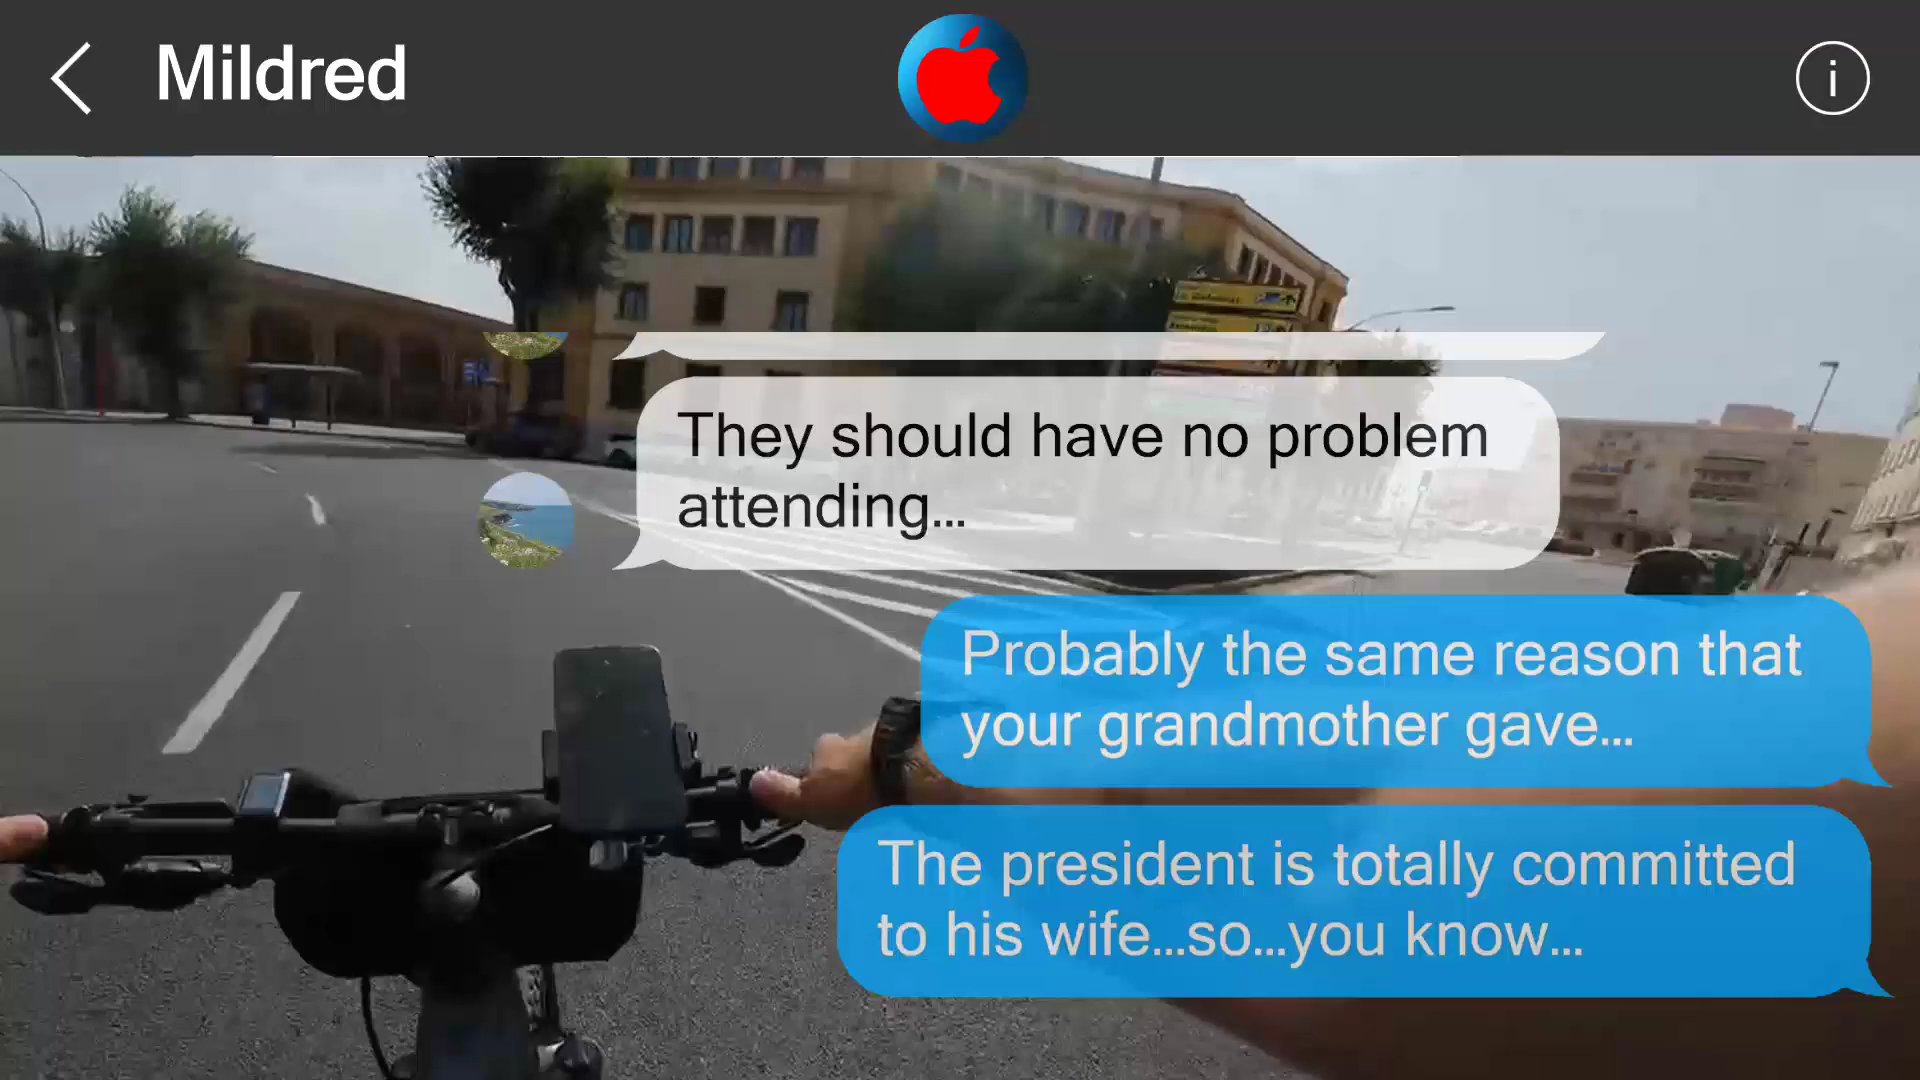 Mildred
i
They should have no problem
attending...
Probably the same reason that
your grandmother gave...
The president is totally committed
to his wife...so...you know...